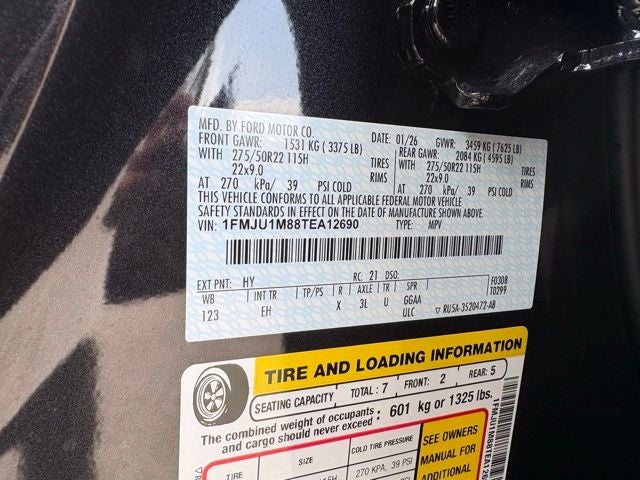 MFD. BY FORD MOTOR CO.
DATE: 01/26 GVWR: 3459 KG ( 7625 LB)
FRONT GAWR: 1531 KG ( 3375 LB) REAR GAWR: 2084 KG ( 4595 LB)
WITH 275/50R22 115H TIRES WITH 275/50R22 115H TIRES
22x9.0 RIMS 22x9.0 RIMS
AT 270 kPa/ 39 PSI COLD AT 270 kPa/ 39 PSI COLD
THIS VEHICLE CONFORMS TO ALL APPLICABLE FEDERAL MOTOR VEHICLE
SAFETY STANDARDS IN EFFECT ON THE DATE OF MANUFACTURE SHOWN ABOVE.
VIN: 1FMJU1M88TEA12690 TYPE: MPV
EXT PNT: HY RC: 21 DSO: F0308
WB INT TR TP/PS R AXLE TR SPR T0299
123 EH X 3L U GGAA
ULC ▽ RU5A-3520472-AB
TIRE AND LOADING INFORMATION
SEATING CAPACITY TOTAL: 7 FRONT: 2 REAR: 5
The combined weight of occupants and cargo should never exceed : 601 kg or 1325 lbs.
TIRE COLD TIRE PRESSURE
270 KPA, 39 PSI
SEE OWNERS
MANUAL FOR
ADDITIONAL